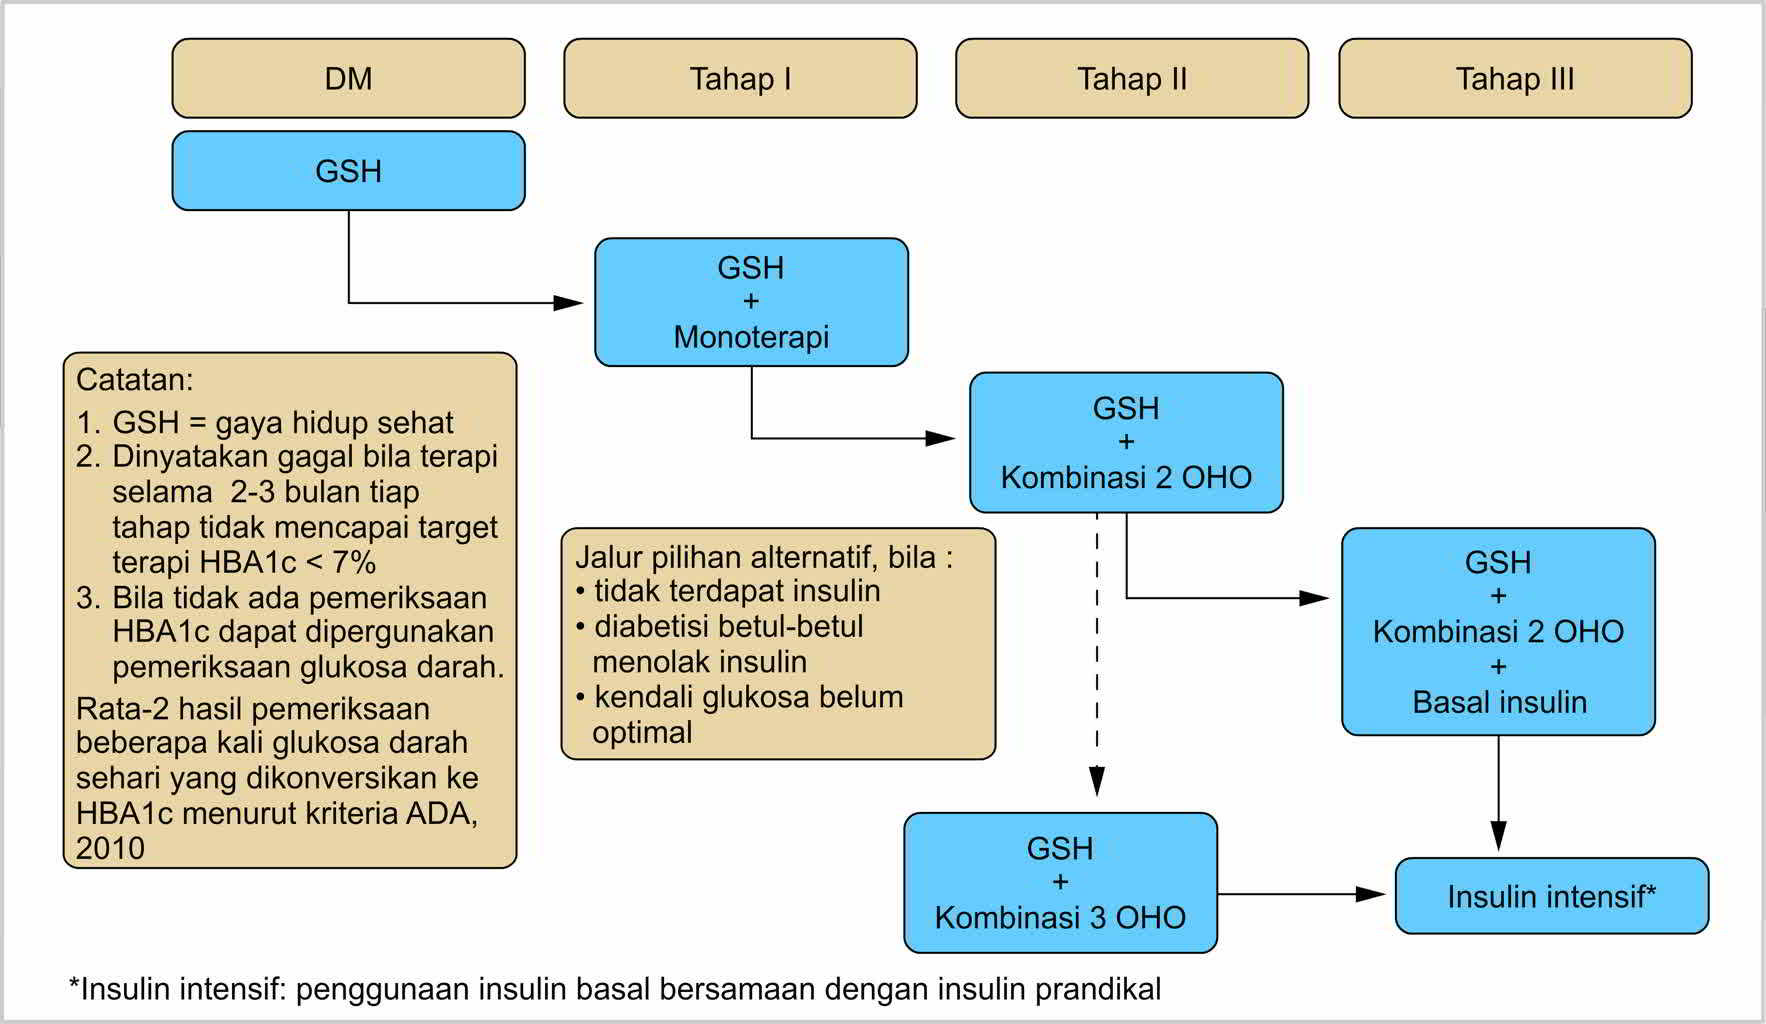 DM
Tahap I
Tahap II
Tahap III
GSH
GSH
+
Monoterapi
GSH
+
Kombinasi 2 OHO
Catatan:
1. GSH = gaya hidup sehat
2. Dinyatakan gagal bila terapi
selama 2-3 bulan tiap
tahap tidak mencapai target
terapi HBA1c < 7%
3. Bila tidak ada pemeriksaan
HBA1c dapat dipergunakan
pemeriksaan glukosa darah.
Rata-2 hasil pemeriksaan
beberapa kali glukosa darah
sehari yang dikonversikan ke
HBA1c menurut kriteria ADA,
2010
Jalur pilihan alternatif, bila :
• tidak terdapat insulin
• diabetisi betul-betul
menolak insulin
• kendali glukosa belum
optimal
GSH
+
Kombinasi 2 OHO
+
Basal insulin
GSH
+
Kombinasi 3 OHO
Insulin intensif*
*Insulin intensif: penggunaan insulin basal bersamaan dengan insulin prandikal